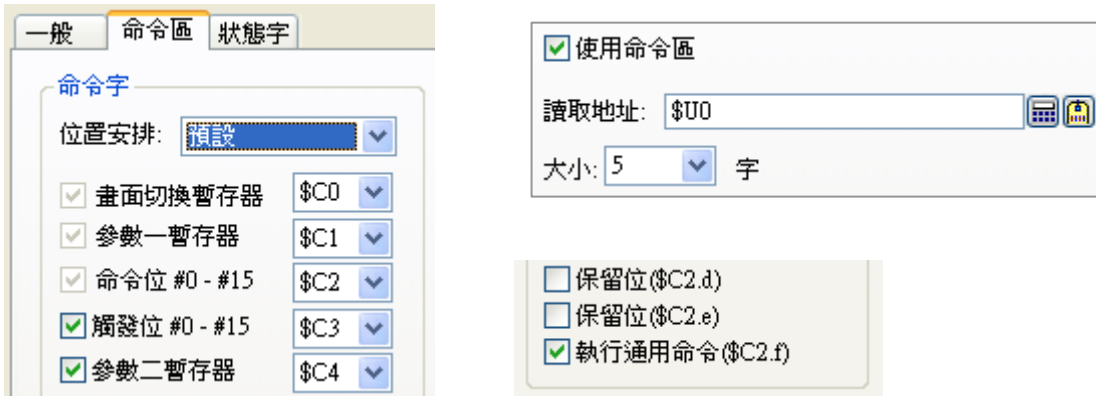 一般 命令區 狀態字
命令字
位置安排: 預設
畫面切換暫存器 $C0
參數一暫存器 $C1
命令位 #0 - #15 $C2
觸發位 #0 - #15 $C3
參數二暫存器 $C4
使用命令區
讀取地址: $U0
大小: 5 字
保留位($C2.d)
保留位($C2.e)
執行通用命令($C2.f)